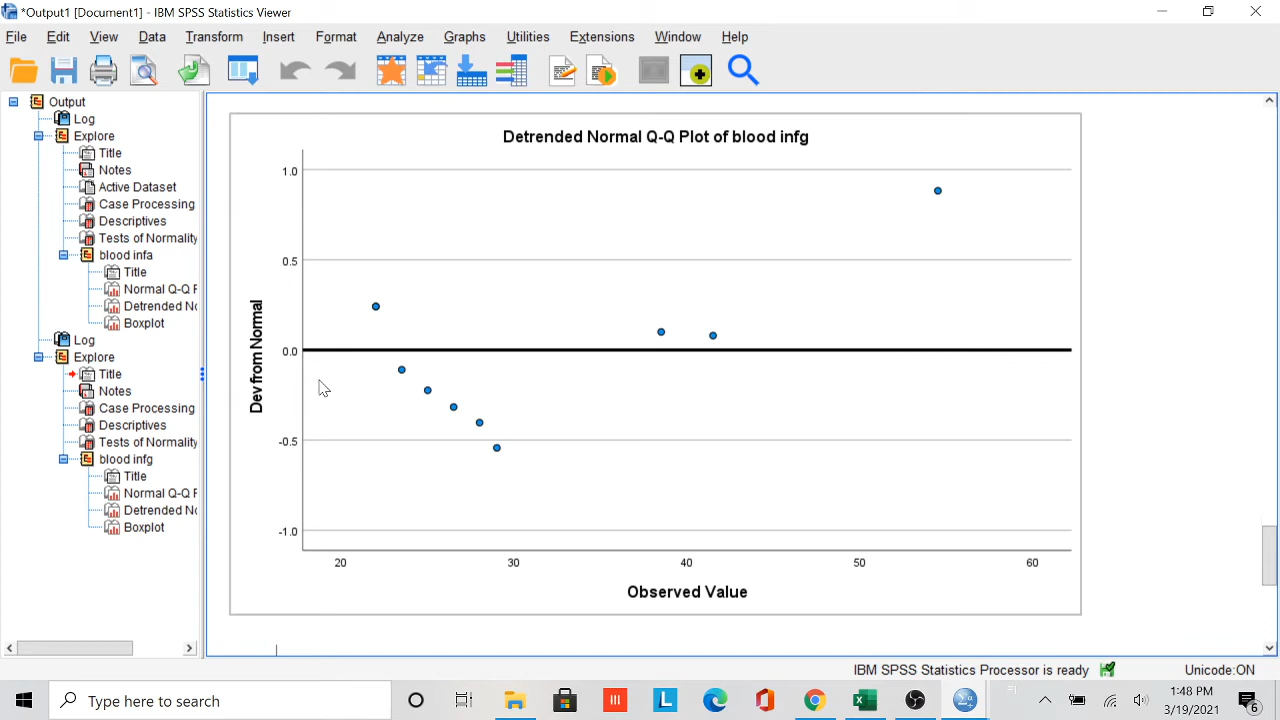 *Output1 [Document1] - IBM SPSS Statistics Viewer
File Edit View Data Transform Insert Format Analyze Graphs Utilities Extensions Window Help
Output
Log
Explore
Title
Notes
Active Dataset
Case Processing
Descriptives
Tests of Normality
blood infa
Title
Normal Q-Q P
Detrended No
Boxplot
Log
Explore
Title
Notes
Case Processing
Descriptives
Tests of Normality
blood infg
Title
Normal Q-Q P
Detrended No
Boxplot
Detrended Normal Q-Q Plot of blood infg
Dev from Normal
1.0
0.5
0.0
-0.5
-1.0
20 30 40 50 60
Observed Value
IBM SPSS Statistics Processor is ready
Unicode:ON
Type here to search
1:48 PM
3/19/2021
6